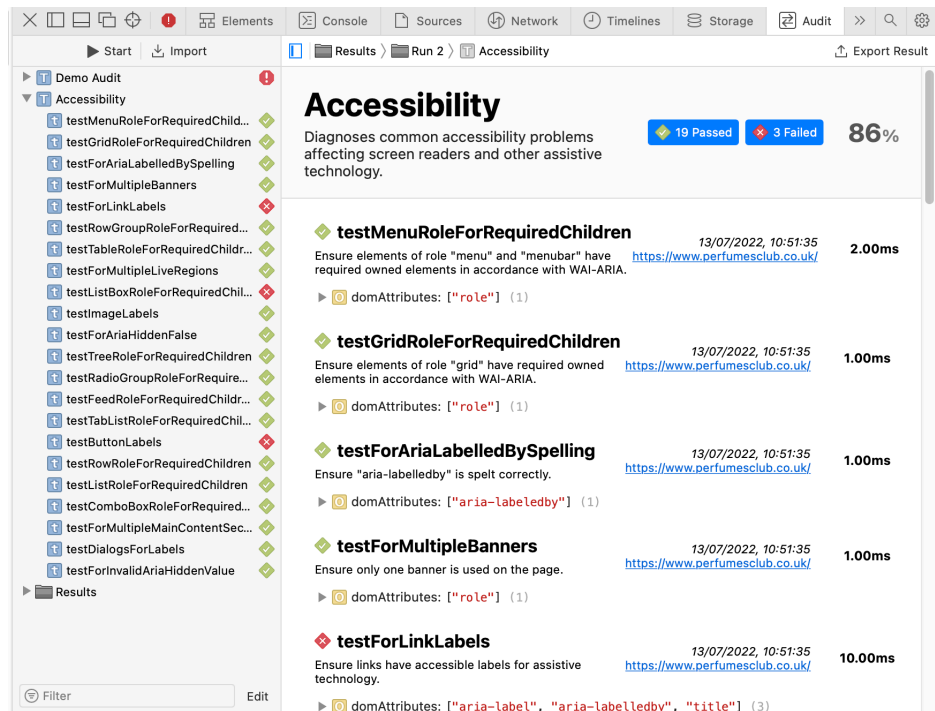 Elements
Console
Sources
Network
Timelines
Storage
Audit
Start
Import
Results
Run 2
Accessibility
Export Result
Demo Audit
Accessibility
testMenuRoleForRequiredChild...
testGridRoleForRequiredChildren
testForAriaLabelledBySpelling
testForMultipleBanners
testForLinkLabels
testRowGroupRoleForRequired...
testTableRoleForRequiredChildr...
testForMultipleLiveRegions
testListBoxRoleForRequiredChil...
testImageLabels
testForAriaHiddenFalse
testTreeRoleForRequiredChildren
testRadioGroupRoleForRequire...
testFeedRoleForRequiredChildr...
testTabListRoleForRequiredChil...
testButtonLabels
testRowRoleForRequiredChildren
testListRoleForRequiredChildren
testComboBoxRoleForRequired...
testForMultipleMainContentSec...
testDialogsForLabels
testForInvalidAriaHiddenValue
Results
Filter
Edit
Accessibility
Diagnoses common accessibility problems
affecting screen readers and other assistive
technology.
19 Passed
3 Failed
86%
testMenuRoleForRequiredChildren
Ensure elements of role "menu" and "menubar" have
required owned elements in accordance with WAI-ARIA.
13/07/2022, 10:51:35
https://www.perfumesclub.co.uk/
2.00ms
domAttributes: ["role"] (1)
testGridRoleForRequiredChildren
Ensure elements of role "grid" have required owned
elements in accordance with WAI-ARIA.
13/07/2022, 10:51:35
https://www.perfumesclub.co.uk/
1.00ms
domAttributes: ["role"] (1)
testForAriaLabelledBySpelling
Ensure "aria-labelledby" is spelt correctly.
13/07/2022, 10:51:35
https://www.perfumesclub.co.uk/
1.00ms
domAttributes: ["aria-labeledby"] (1)
testForMultipleBanners
Ensure only one banner is used on the page.
13/07/2022, 10:51:35
https://www.perfumesclub.co.uk/
1.00ms
domAttributes: ["role"] (1)
testForLinkLabels
Ensure links have accessible labels for assistive
technology.
13/07/2022, 10:51:35
https://www.perfumesclub.co.uk/
10.00ms
domAttributes: ["aria-label", "aria-labelledby", "title"] (3)